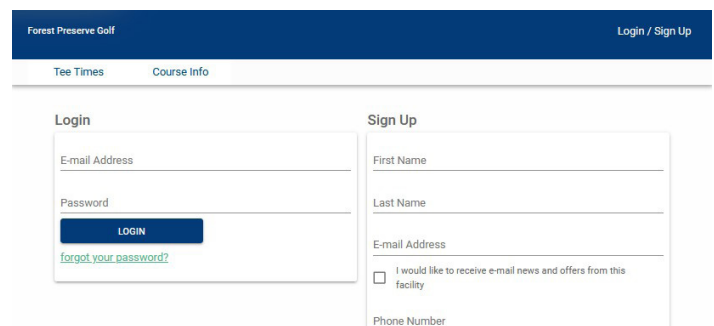 Forest Preserve Golf
Login / Sign Up
Tee Times
Course Info
Login
E-mail Address
Password
LOGIN
forgot your password?
Sign Up
First Name
Last Name
E-mail Address
I would like to receive e-mail news and offers from this
facility
Phone Number